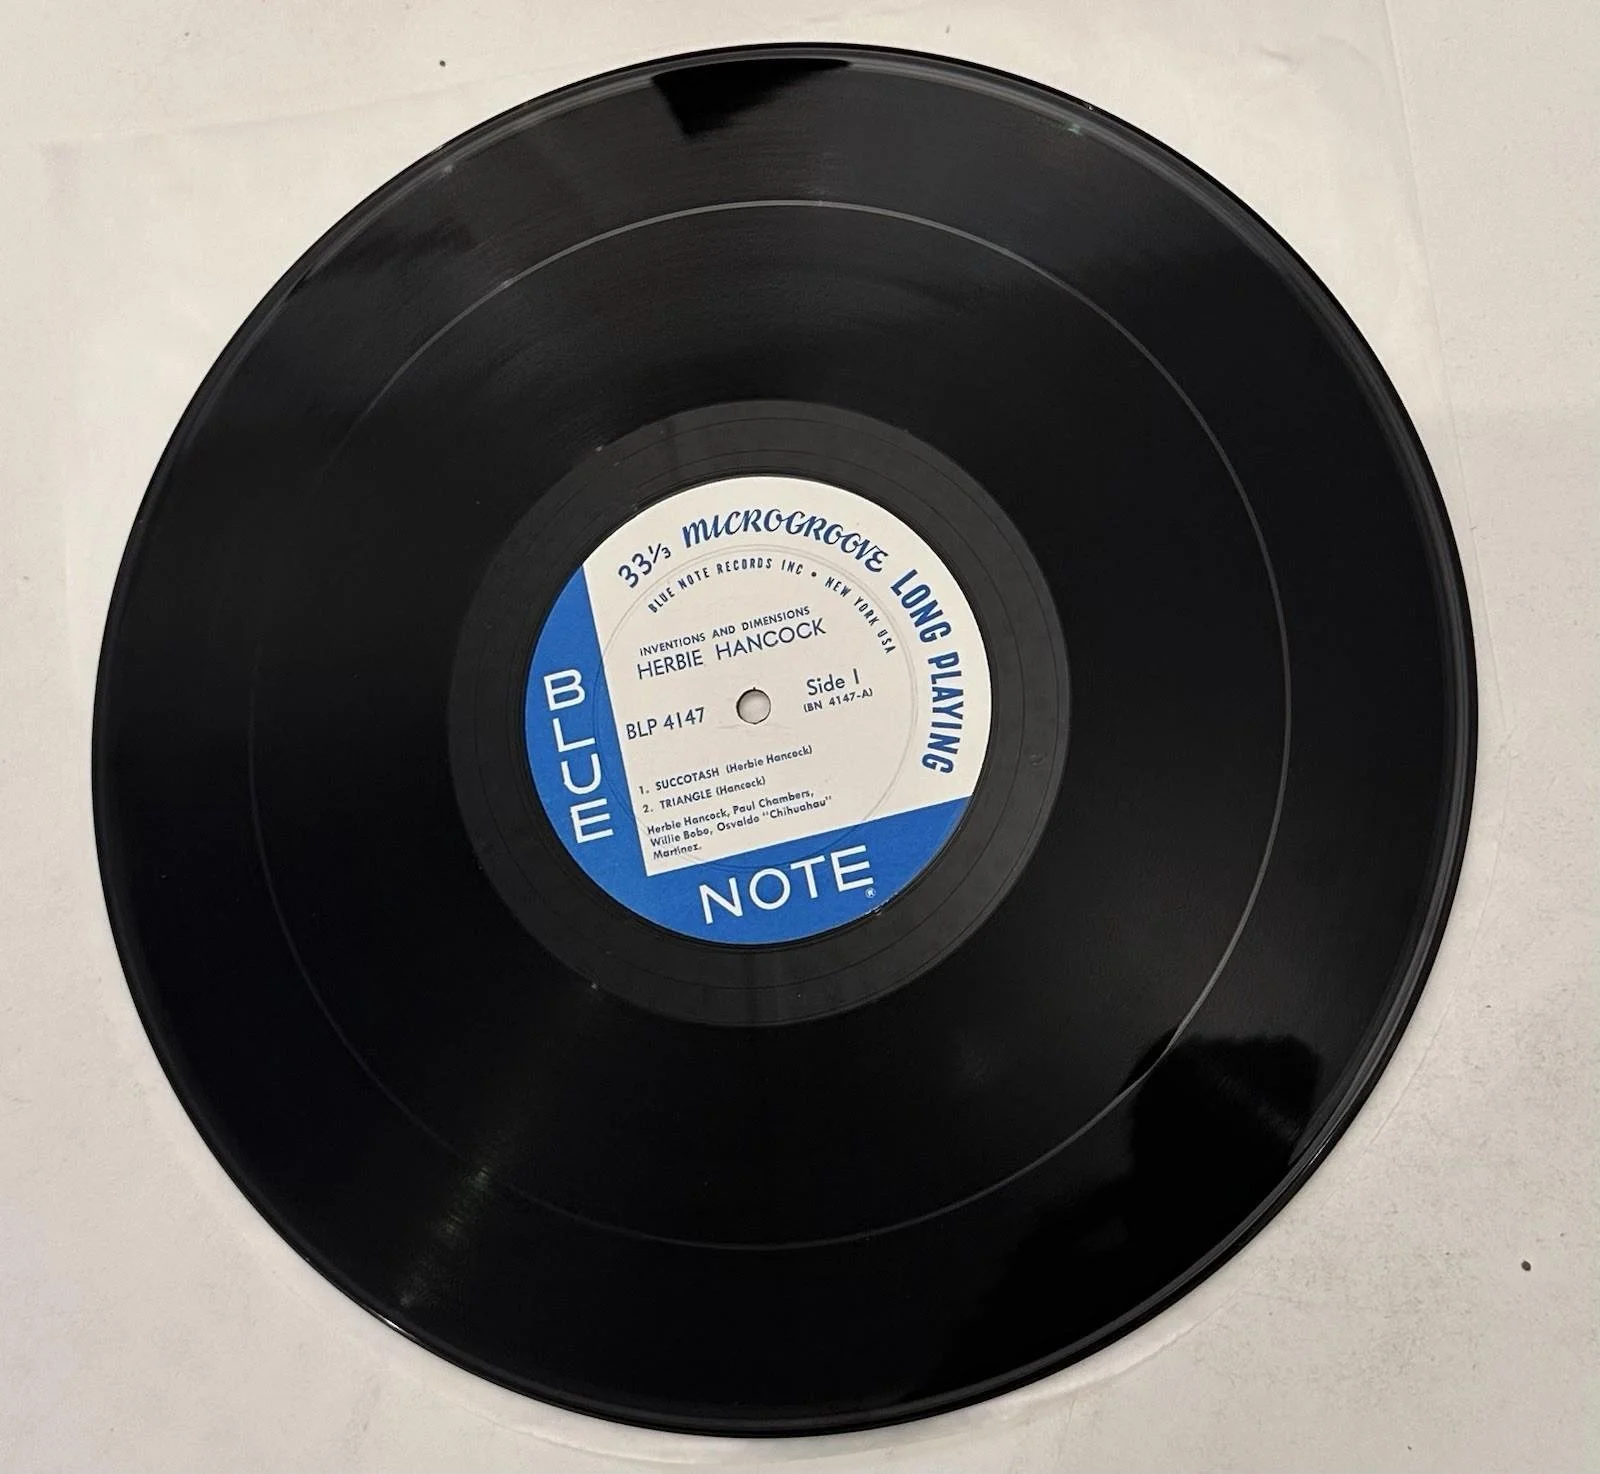 33⅓ MICROGROOVE LONG PLAYING
BLUE NOTE RECORDS INC • NEW YORK USA
INVENTIONS AND DIMENSIONS
HERBIE HANCOCK
BLP 4147
Side 1
(BN 4147-A)
1. SUCCOTASH (Herbie Hancock)
2. TRIANGLE (Hancock)
Herbie Hancock, Paul Chambers,
Willie Bobo, Osvaldo "Chihuahau"
Martinez.
BLUE
NOTE®